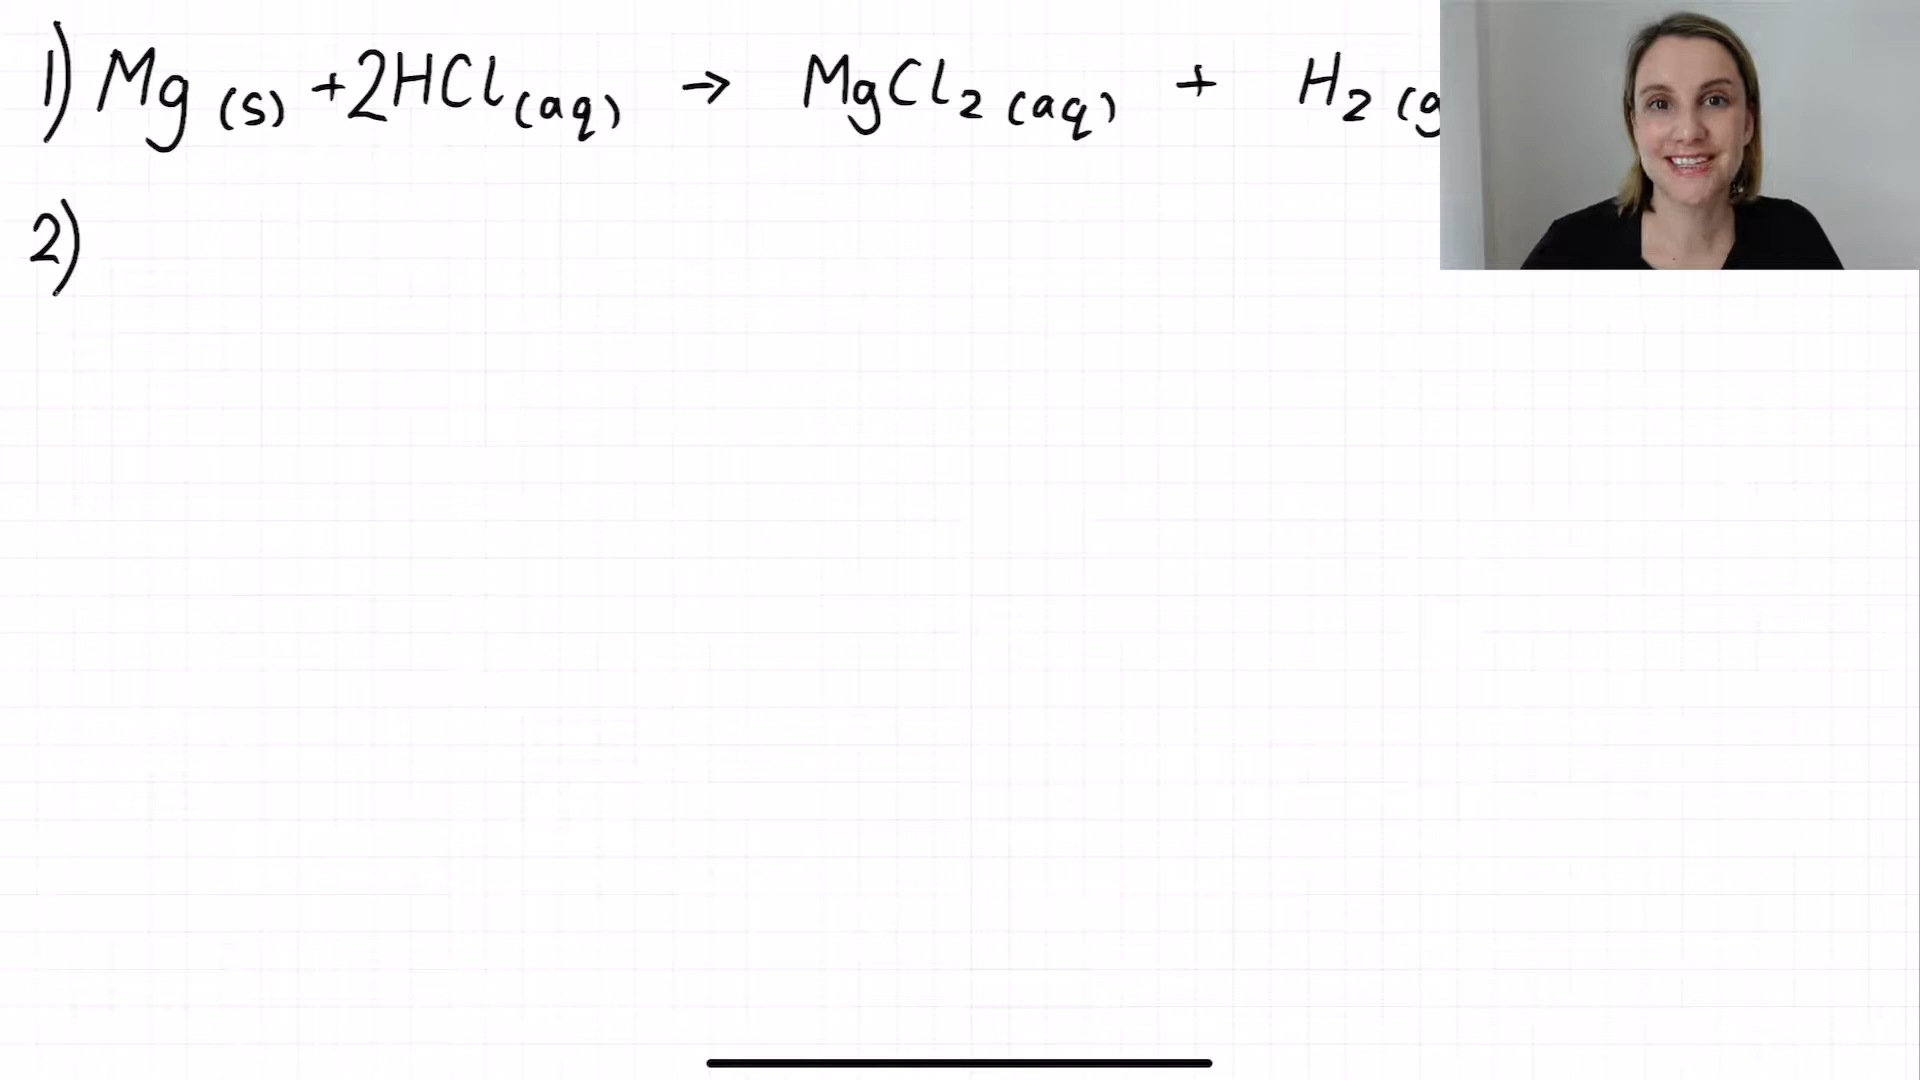 1) Mg (s) + 2HCl (aq) → MgCl2 (aq) + H2 (g
2)